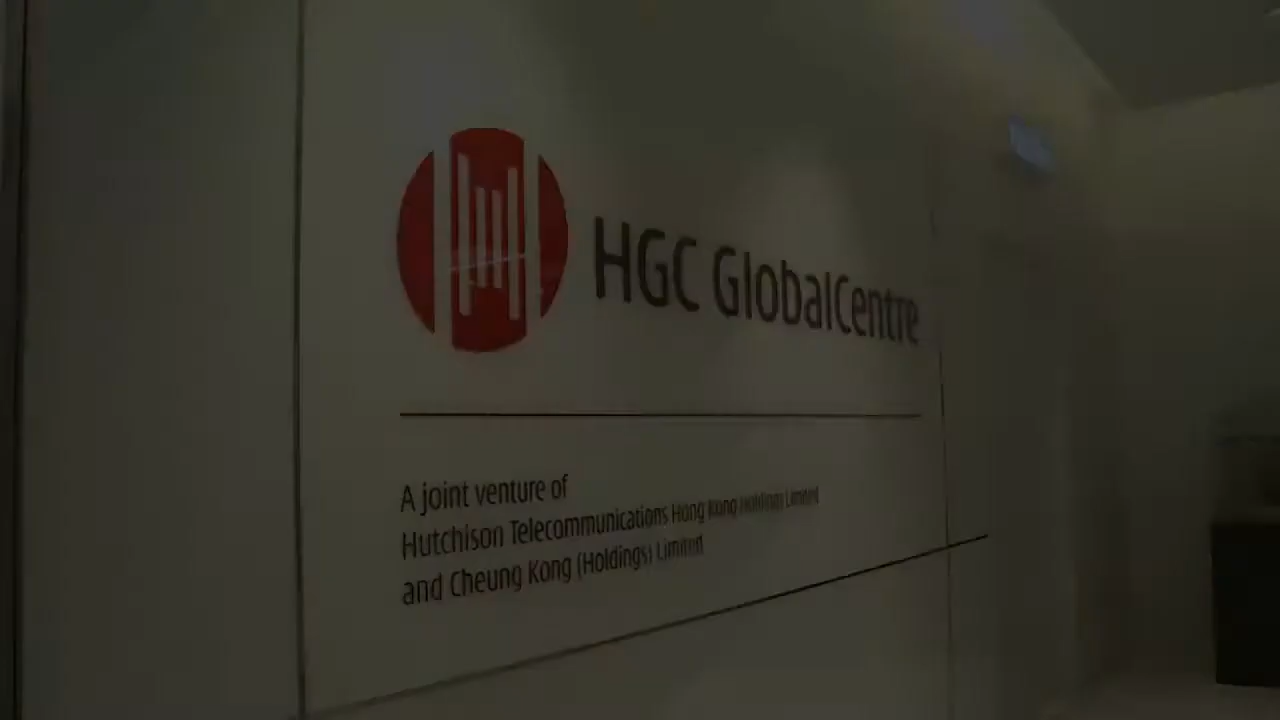 HGC GlobalCentre
A joint venture of
Hutchison Telecommunications Hong Kong Holdings Limited
and Cheung Kong (Holdings) Limited